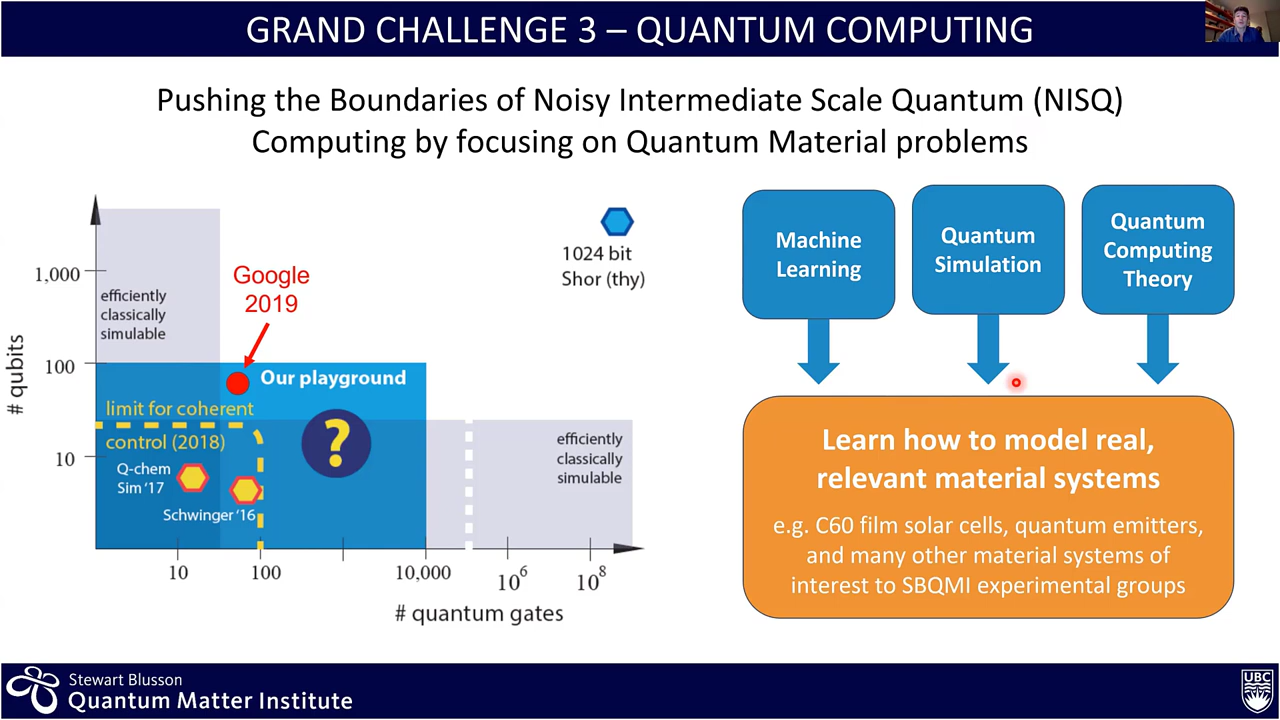 GRAND CHALLENGE 3 – QUANTUM COMPUTING
Pushing the Boundaries of Noisy Intermediate Scale Quantum (NISQ)
Computing by focusing on Quantum Material problems
# qubits
1,000
100
10
efficiently
classically
simulable
Google
2019
1024 bit
Shor (thy)
Our playground
limit for coherent
control (2018)
?
Q-chem
Sim '17
Schwinger '16
efficiently
classically
simulable
10
100
10,000
10⁶
10⁸
# quantum gates
Machine
Learning
Quantum
Simulation
Quantum
Computing
Theory
Learn how to model real,
relevant material systems
e.g. C60 film solar cells, quantum emitters,
and many other material systems of
interest to SBQMI experimental groups
Stewart Blusson
Quantum Matter Institute
UBC